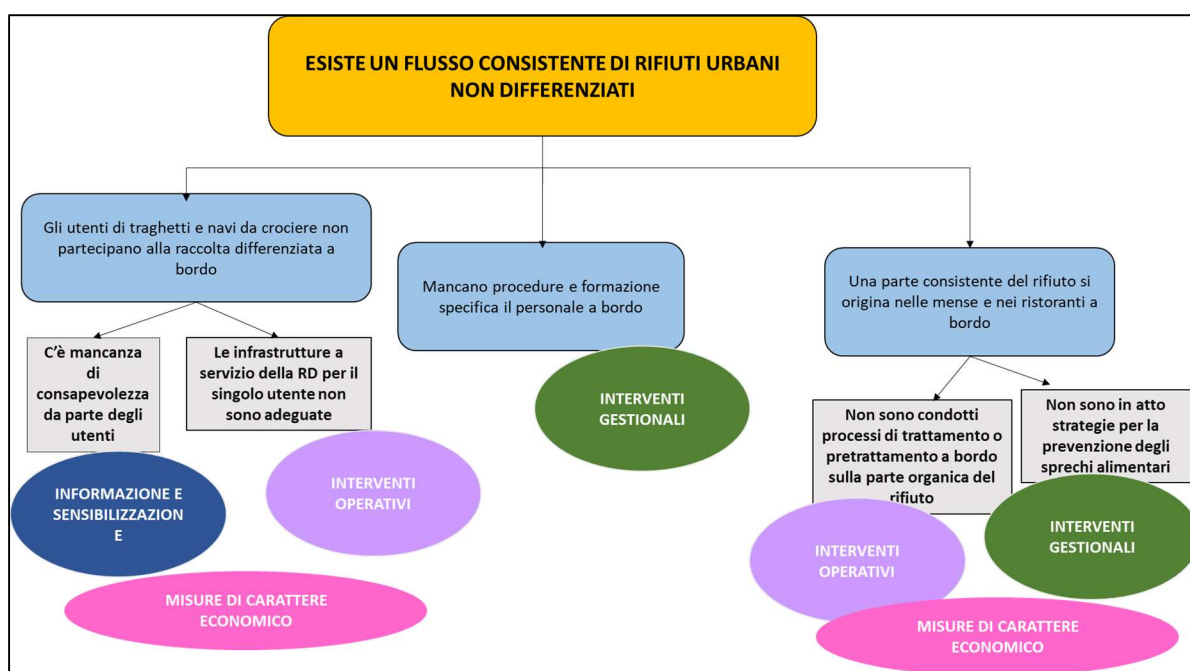 ESISTE UN FLUSSO CONSISTENTE DI RIFIUTI URBANI
NON DIFFERENZIATI
Gli utenti di traghetti e navi da crociere non
partecipano alla raccolta differenziata a
bordo
Mancano procedure e formazione
specifica il personale a bordo
Una parte consistente del rifiuto si
origina nelle mense e nei ristoranti a
bordo
C'è mancanza
di
consapevolezza
da parte degli
utenti
Le infrastrutture a
servizio della RD per il
singolo utente non
sono adeguate
Non sono condotti
processi di trattamento o
pretrattamento a bordo
sulla parte organica del
rifiuto
Non sono in atto
strategie per la
prevenzione degli
sprechi alimentari
INFORMAZIONE E
SENSIBILIZZAZION
E
INTERVENTI
OPERATIVI
INTERVENTI
GESTIONALI
INTERVENTI
OPERATIVI
INTERVENTI
GESTIONALI
MISURE DI CARATTERE
ECONOMICO
MISURE DI CARATTERE
ECONOMICO